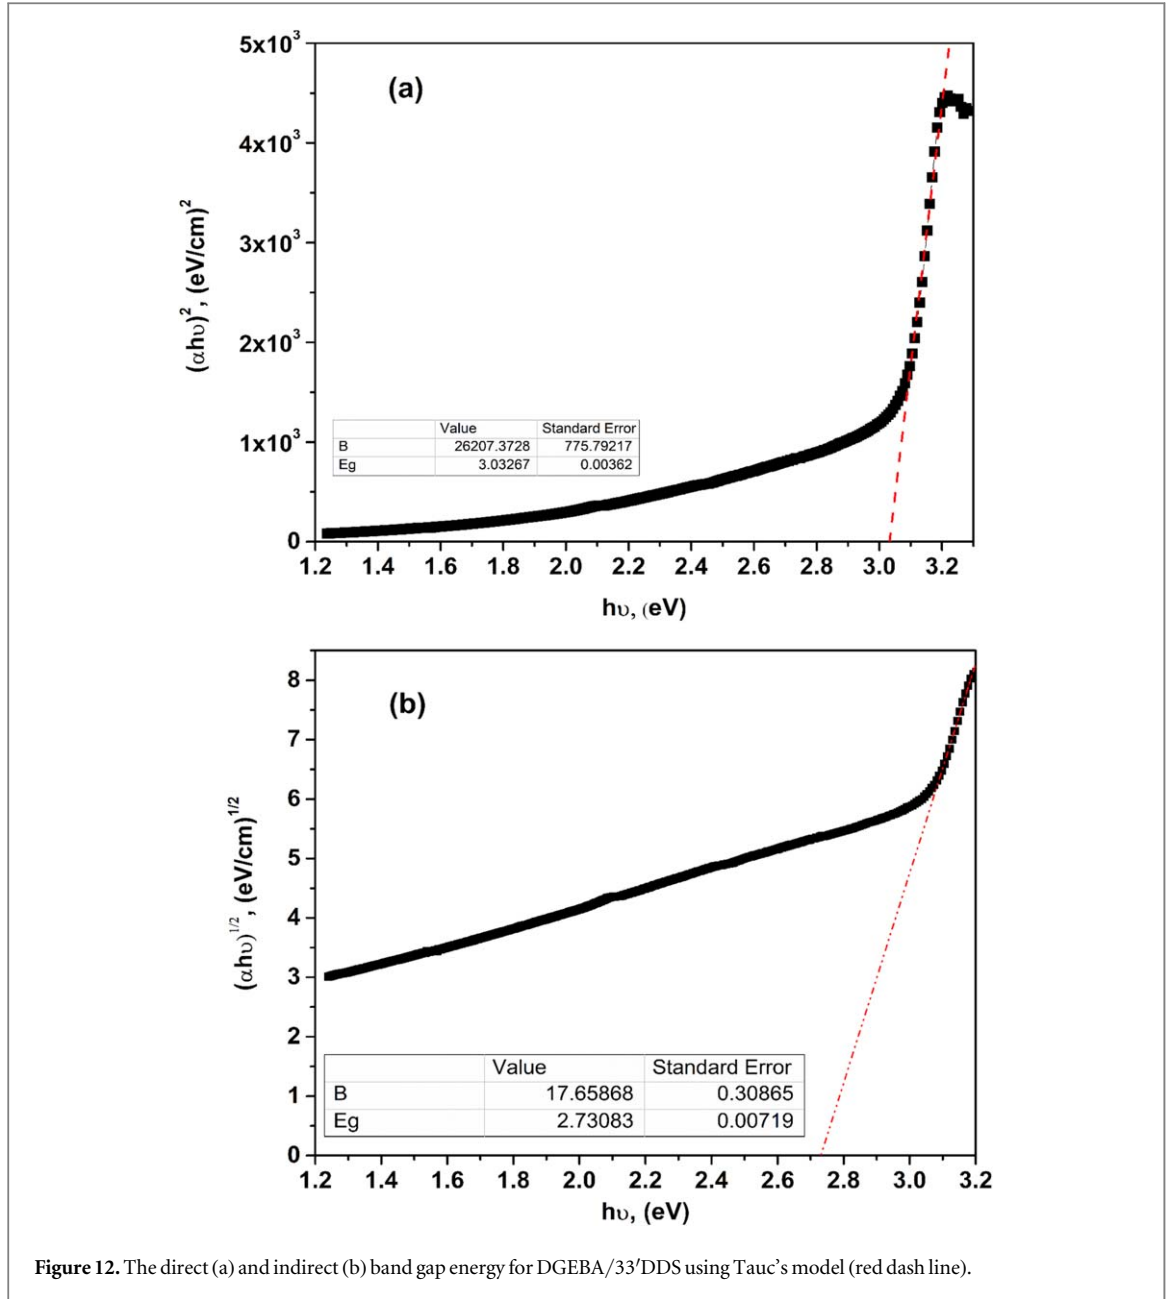 5x10³
(a)
4x10³
3x10³
2x10³
1x10³
0
(αhυ)², (eV/cm)²
Value Standard Error
B 26207.3728 775.79217
Eg 3.03267 0.00362
1.2 1.4 1.6 1.8 2.0 2.2 2.4 2.6 2.8 3.0 3.2
hυ, (eV)
8
(b)
7
6
5
4
3
2
1
0
(αhυ)^1/2, (eV/cm)^1/2
Value Standard Error
B 17.65868 0.30865
Eg 2.73083 0.00719
1.2 1.4 1.6 1.8 2.0 2.2 2.4 2.6 2.8 3.0 3.2
hυ, (eV)
Figure 12. The direct (a) and indirect (b) band gap energy for DGEBA/33′DDS using Tauc's model (red dash line).